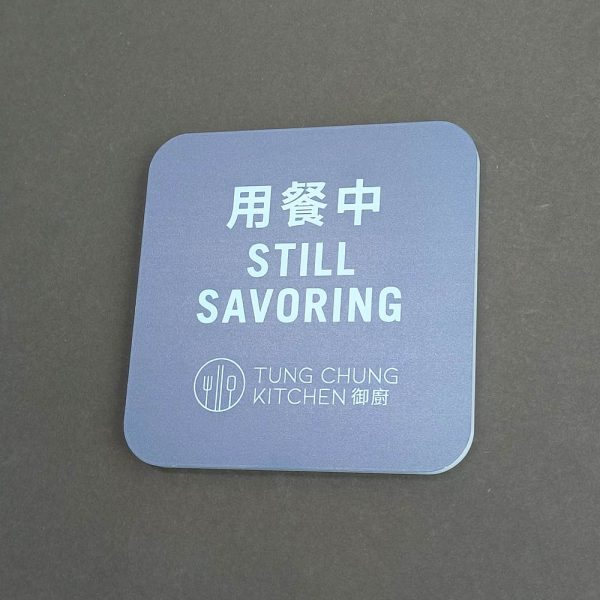 用餐中
STILL
SAVORING
TUNG CHUNG
KITCHEN 御廚